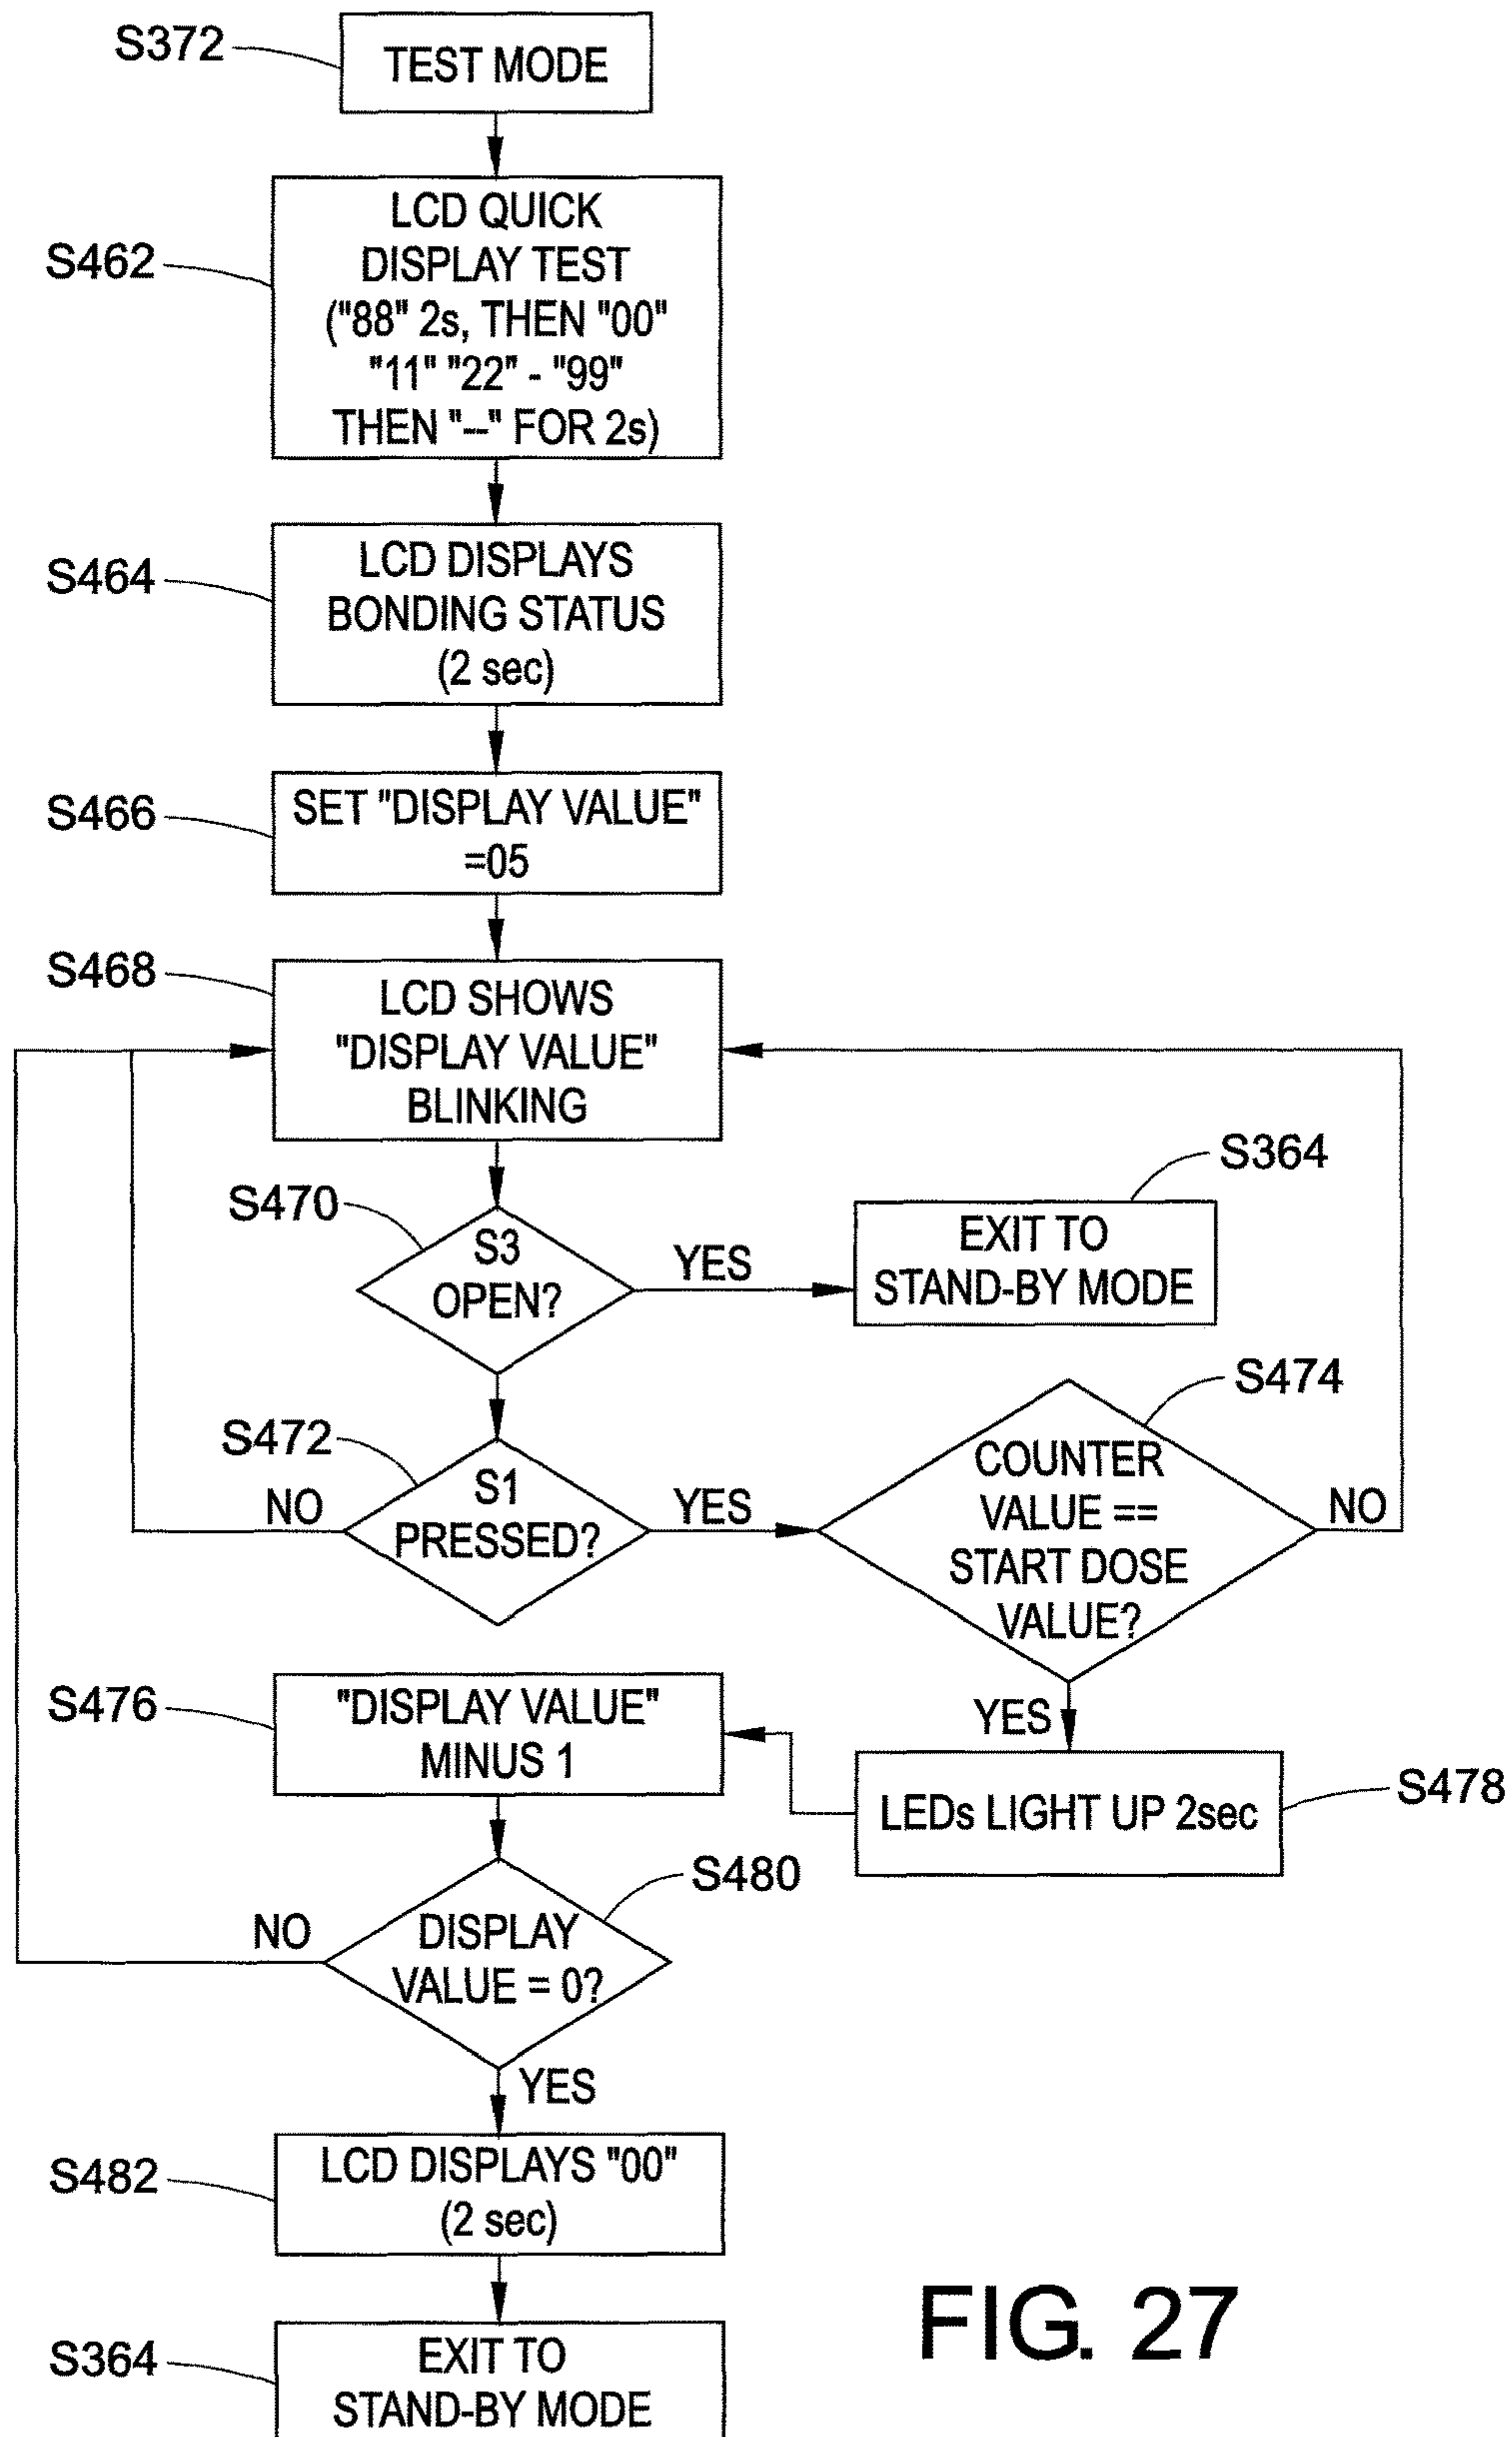 S372
TEST MODE
S462
LCD QUICK
DISPLAY TEST
("88" 2s, THEN "00"
"11" "22" - "99"
THEN "--" FOR 2s)
S464
LCD DISPLAYS
BONDING STATUS
(2 sec)
S466
SET "DISPLAY VALUE"
=05
S468
LCD SHOWS
"DISPLAY VALUE"
BLINKING
S470
S3
OPEN?
YES
S364
EXIT TO
STAND-BY MODE
S472
S1
PRESSED?
NO
YES
S474
COUNTER
VALUE ==
START DOSE
VALUE?
NO
YES
S476
"DISPLAY VALUE"
MINUS 1
LEDs LIGHT UP 2sec
S478
S480
DISPLAY
VALUE = 0?
NO
YES
S482
LCD DISPLAYS "00"
(2 sec)
S364
EXIT TO
STAND-BY MODE
FIG. 27